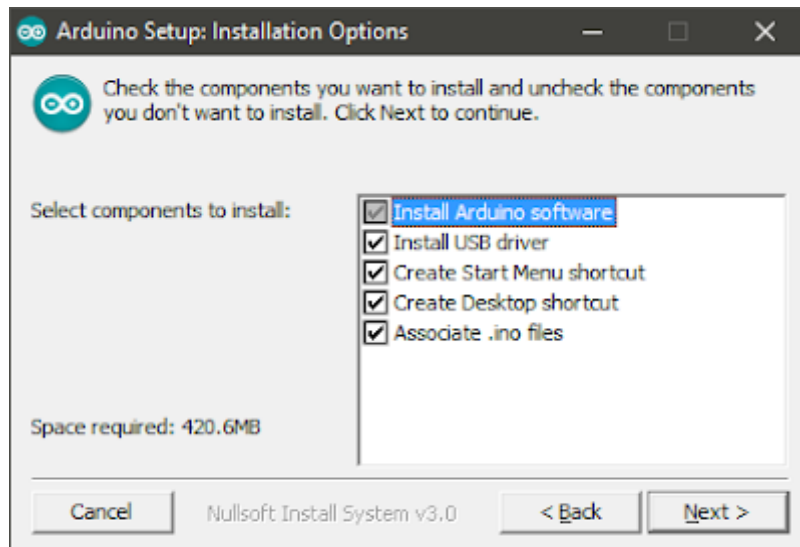 Arduino Setup: Installation Options
Check the components you want to install and uncheck the components
you don't want to install. Click Next to continue.
Select components to install:
Install Arduino software
Install USB driver
Create Start Menu shortcut
Create Desktop shortcut
Associate .ino files
Space required: 420.6MB
Cancel
Nullsoft Install System v3.0
< Back
Next >